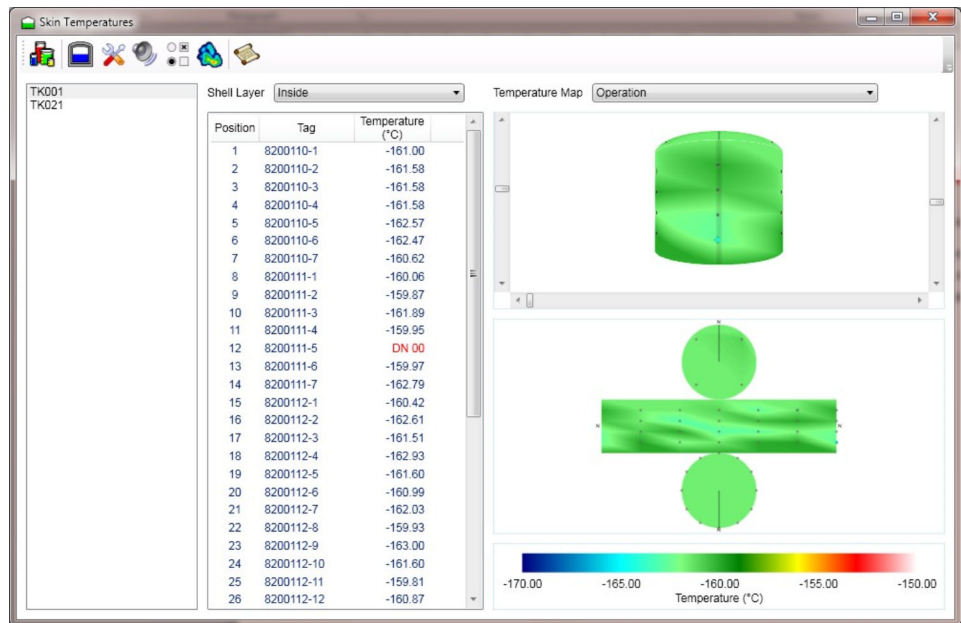 Skin Temperatures
TK001
TK021
Shell Layer Inside
Temperature Map Operation
Position Tag Temperature (°C)
1 8200110-1 -161.00
2 8200110-2 -161.58
3 8200110-3 -161.58
4 8200110-4 -161.58
5 8200110-5 -162.57
6 8200110-6 -162.47
7 8200110-7 -160.62
8 8200111-1 -160.06
9 8200111-2 -159.87
10 8200111-3 -161.89
11 8200111-4 -159.95
12 8200111-5 DN 00
13 8200111-6 -159.97
14 8200111-7 -162.79
15 8200112-1 -160.42
16 8200112-2 -162.61
17 8200112-3 -161.51
18 8200112-4 -162.93
19 8200112-5 -161.60
20 8200112-6 -160.99
21 8200112-7 -162.03
22 8200112-8 -159.93
23 8200112-9 -163.00
24 8200112-10 -161.60
25 8200112-11 -159.81
26 8200112-12 -160.87
N
N N
N
-170.00 -165.00 -160.00 -155.00 -150.00
Temperature (°C)